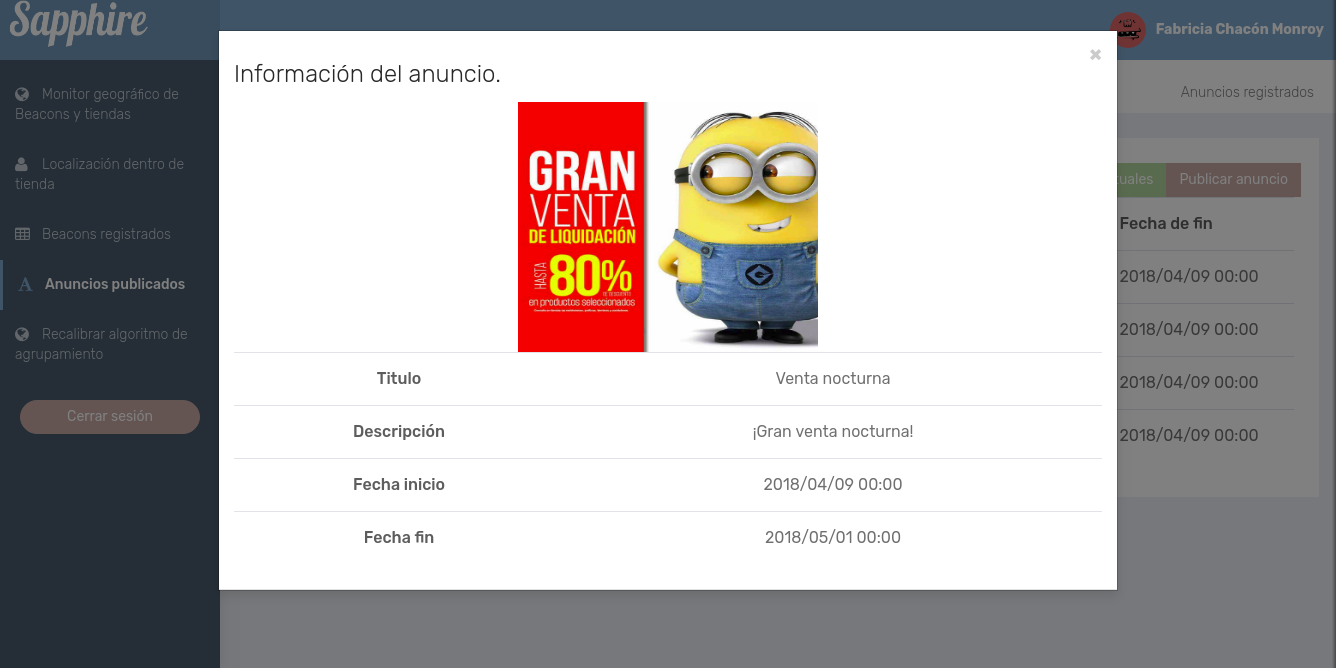 Sapphire
Fabricia Chacón Monroy
Monitor geográfico de
Beacons y tiendas
Localización dentro de
tienda
Beacons registrados
Anuncios publicados
Recalibrar algoritmo de
agrupamiento
Cerrar sesión
Anuncios registrados
uales
Publicar anuncio
Fecha de fin
2018/04/09 00:00
2018/04/09 00:00
2018/04/09 00:00
2018/04/09 00:00
Información del anuncio.
GRAN
VENTA
DE LIQUIDACIÓN
HASTA
80%
en productos seleccionados
Titulo Venta nocturna
Descripción ¡Gran venta nocturna!
Fecha inicio 2018/04/09 00:00
Fecha fin 2018/05/01 00:00